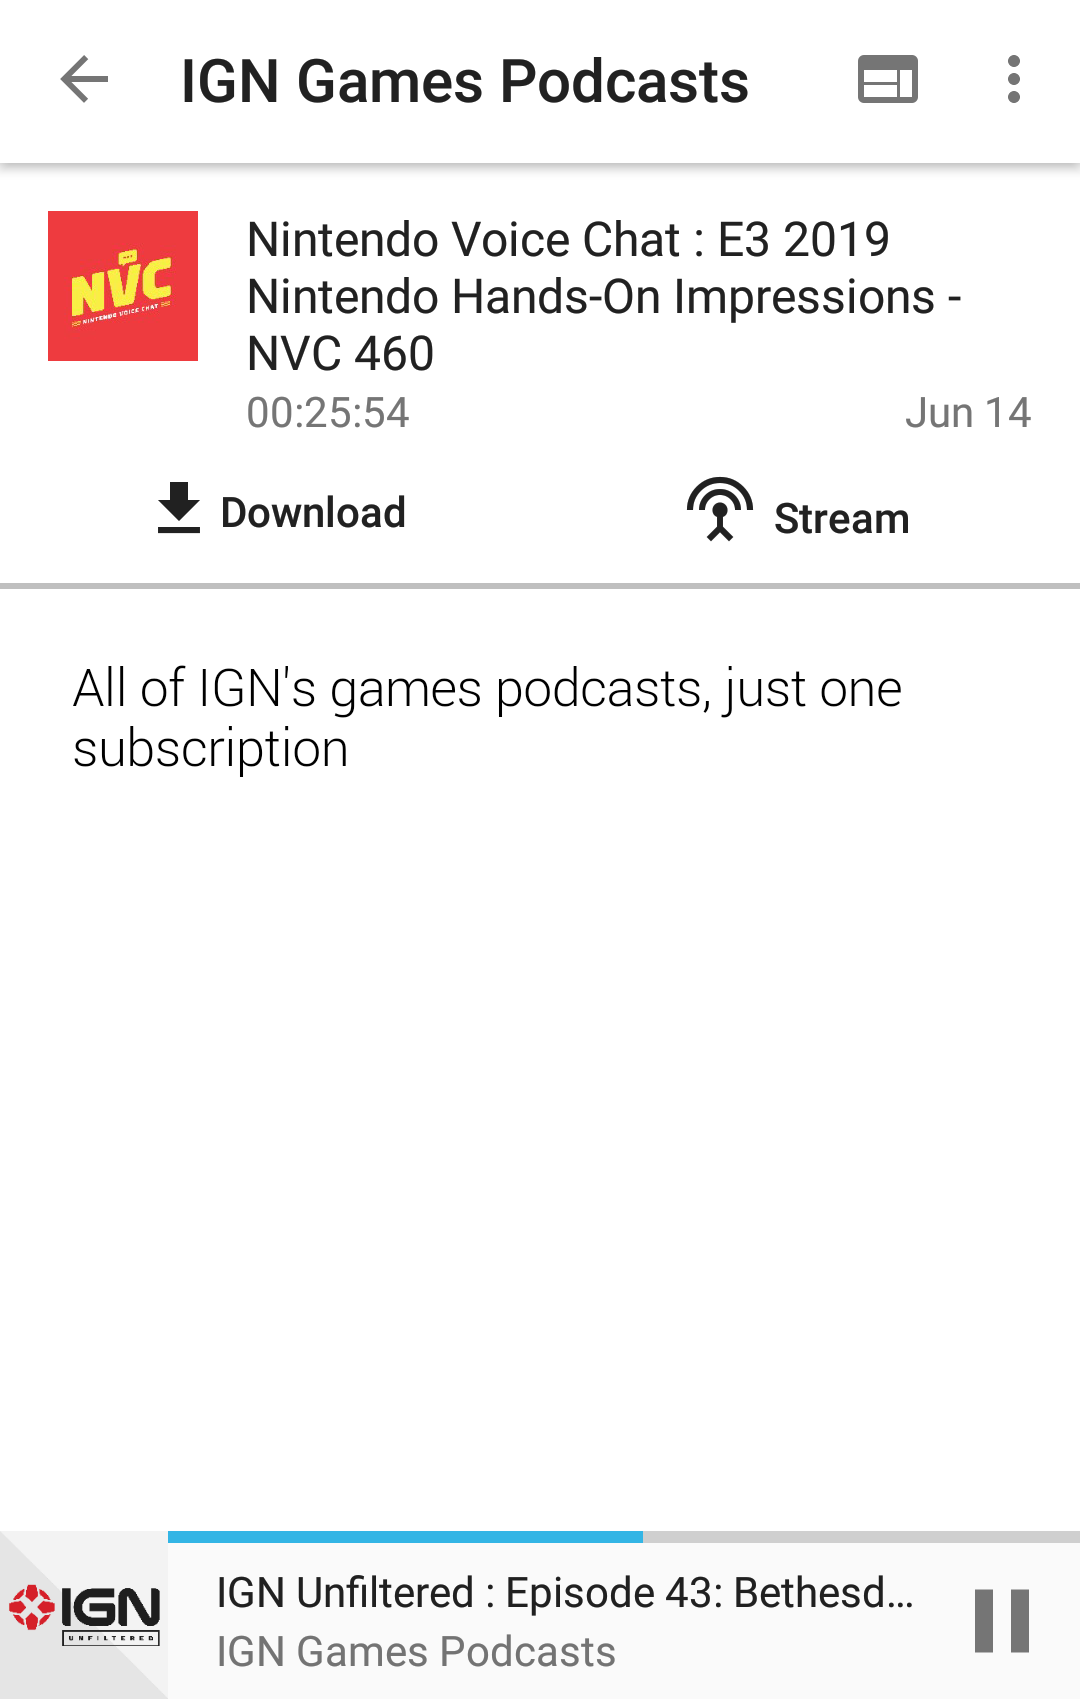 IGN Games Podcasts
NVC
NINTENDO VOICE CHAT
Nintendo Voice Chat : E3 2019
Nintendo Hands-On Impressions -
NVC 460
00:25:54 Jun 14
Download Stream
All of IGN's games podcasts, just one
subscription
IGN
UNFILTERED
IGN Unfiltered : Episode 43: Bethesd...
IGN Games Podcasts